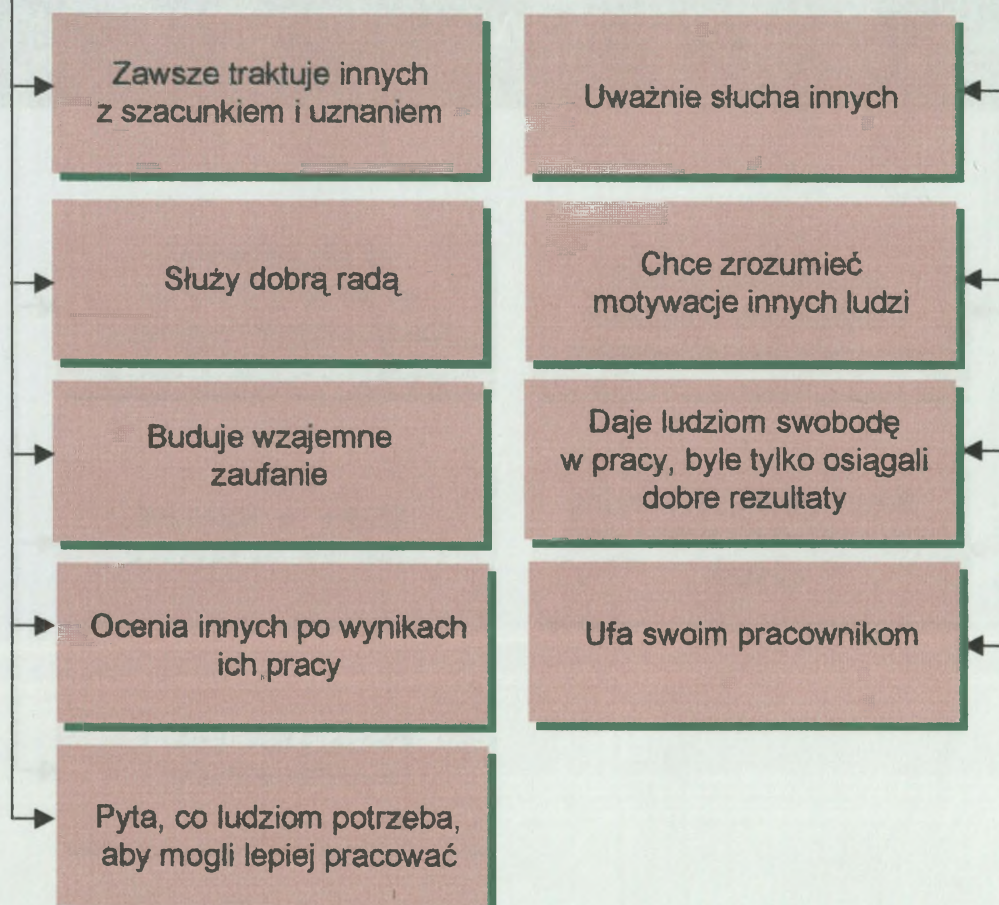 Zawsze traktuje innych
z szacunkiem i uznaniem
Uważnie słucha innych
Służy dobrą radą
Chce zrozumieć
motywacje innych ludzi
Buduje wzajemne
zaufanie
Daje ludziom swobodę
w pracy, byle tylko osiągali
dobre rezultaty
Ocenia innych po wynikach
ich pracy
Ufa swoim pracownikom
Pyta, co ludziom potrzeba,
aby mogli lepiej pracować